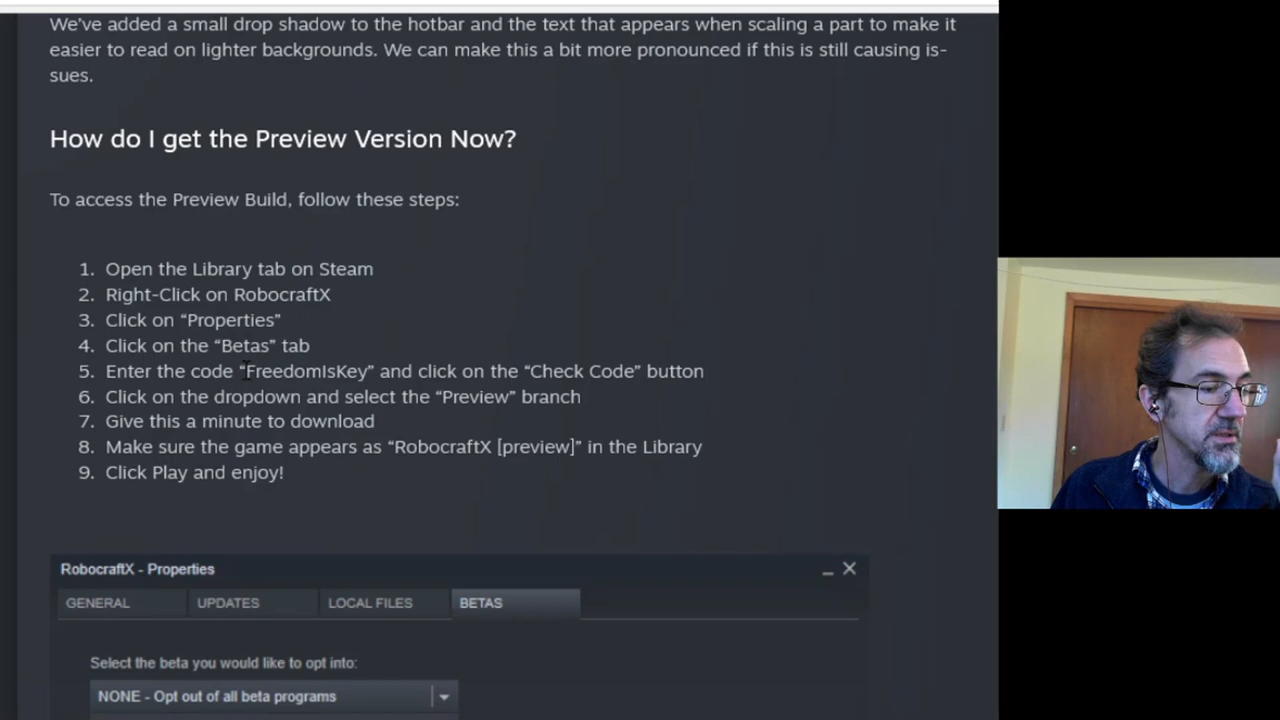 We've added a small drop shadow to the hotbar and the text that appears when scaling a part to make it
easier to read on lighter backgrounds. We can make this a bit more pronounced if this is still causing is-
sues.
How do I get the Preview Version Now?
To access the Preview Build, follow these steps:
1. Open the Library tab on Steam
2. Right-Click on RobocraftX
3. Click on “Properties”
4. Click on the “Betas” tab
5. Enter the code “FreedomIsKey” and click on the “Check Code” button
6. Click on the dropdown and select the “Preview” branch
7. Give this a minute to download
8. Make sure the game appears as “RobocraftX [preview]” in the Library
9. Click Play and enjoy!
RobocraftX - Properties
GENERAL UPDATES LOCAL FILES BETAS
Select the beta you would like to opt into:
NONE - Opt out of all beta programs